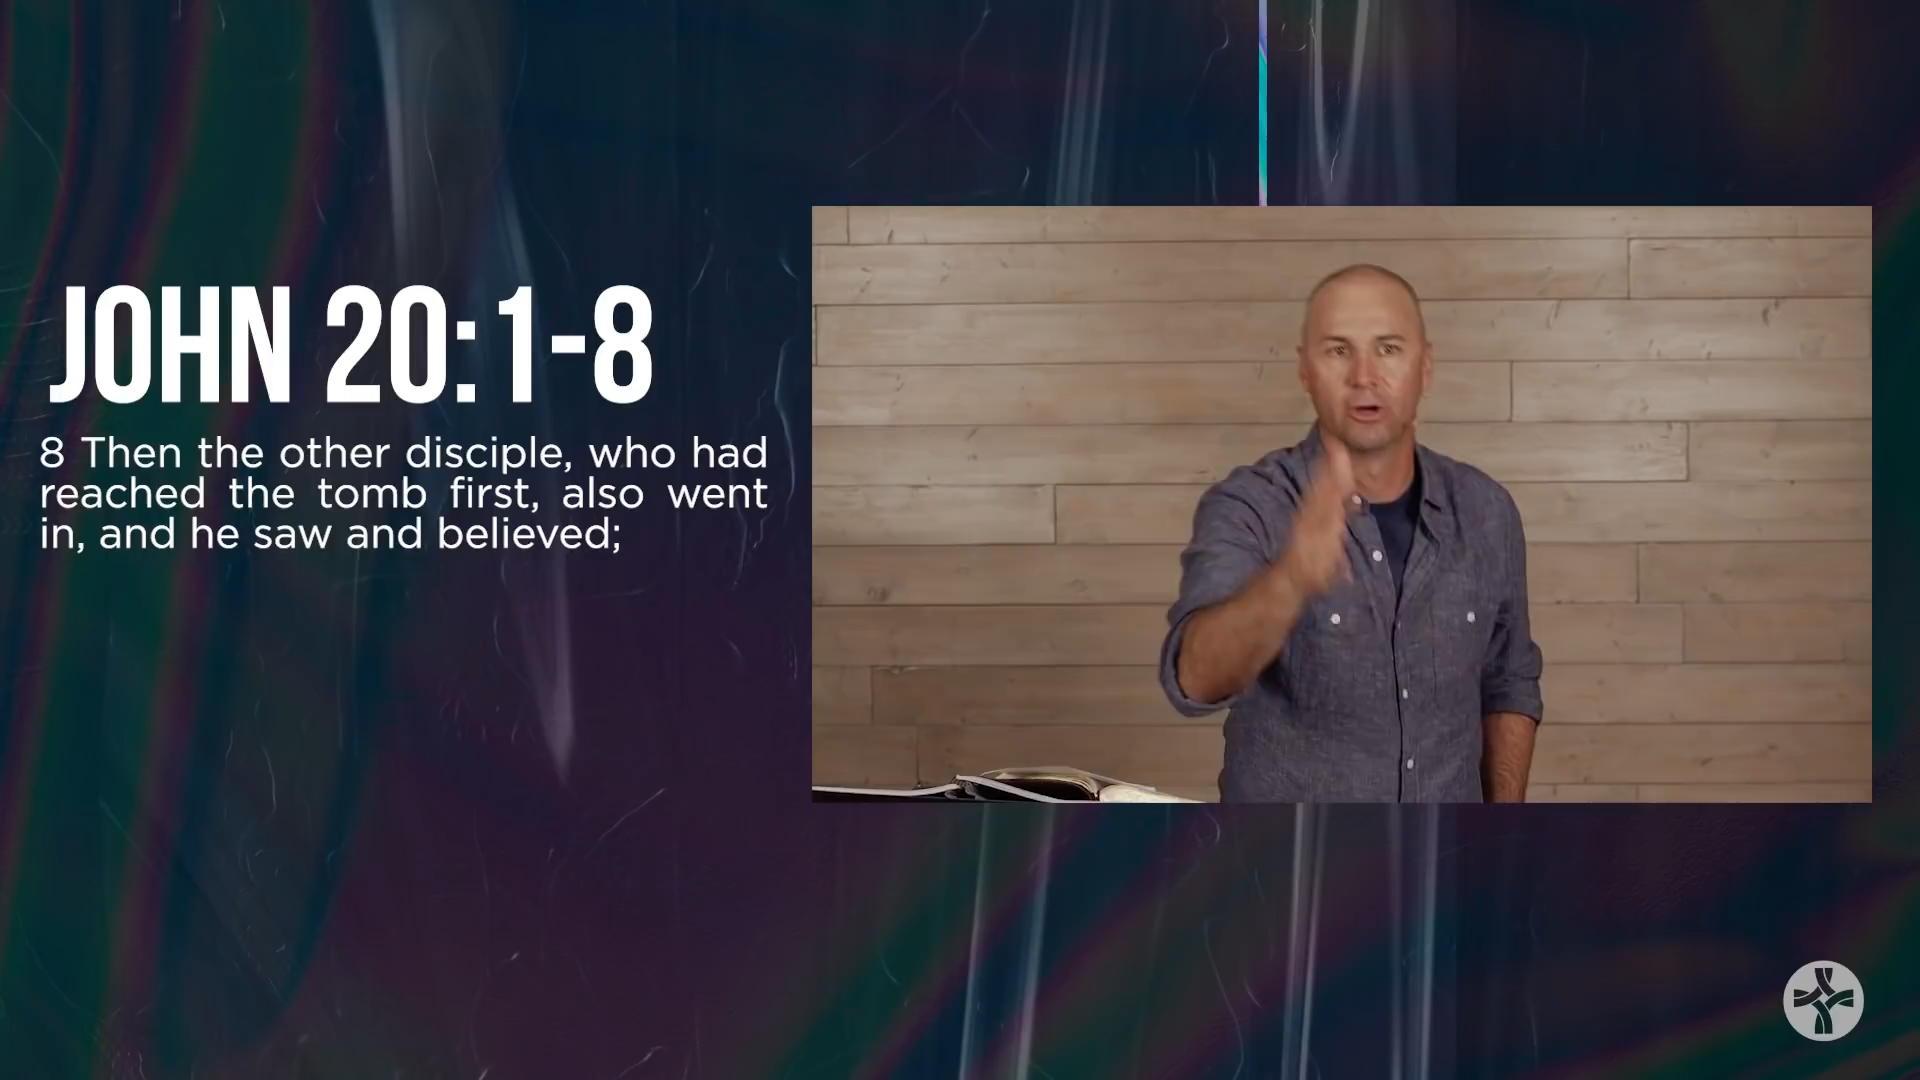 JOHN 20:1-8
8 Then the other disciple, who had
reached the tomb first, also went
in, and he saw and believed;